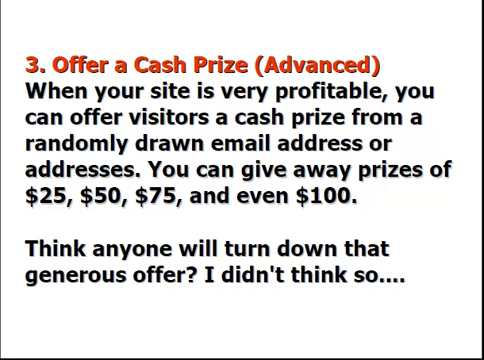 3. Offer a Cash Prize (Advanced)
When your site is very profitable, you
can offer visitors a cash prize from a
randomly drawn email address or
addresses. You can give away prizes of
$25, $50, $75, and even $100.
Think anyone will turn down that
generous offer? I didn't think so....